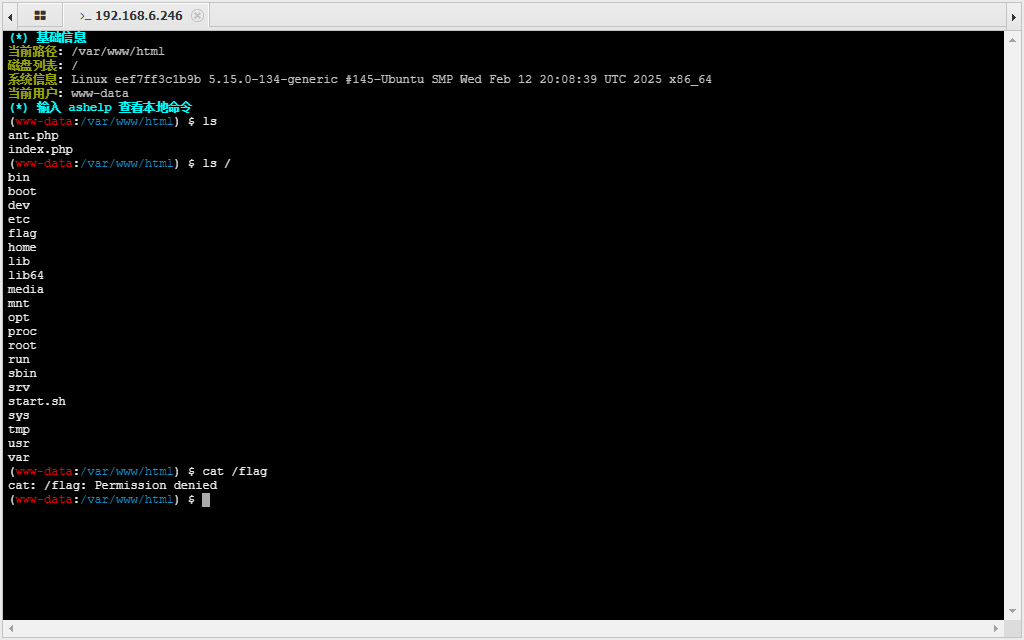 >_ 192.168.6.246
(*) 基础信息
当前路径: /var/www/html
磁盘列表: /
系统信息: Linux eef7ff3c1b9b 5.15.0-134-generic #145-Ubuntu SMP Wed Feb 12 20:08:39 UTC 2025 x86_64
当前用户: www-data
(*) 输入 ashelp 查看本地命令
(www-data:/var/www/html) $ ls
ant.php
index.php
(www-data:/var/www/html) $ ls /
bin
boot
dev
etc
flag
home
lib
lib64
media
mnt
opt
proc
root
run
sbin
srv
start.sh
sys
tmp
usr
var
(www-data:/var/www/html) $ cat /flag
cat: /flag: Permission denied
(www-data:/var/www/html) $